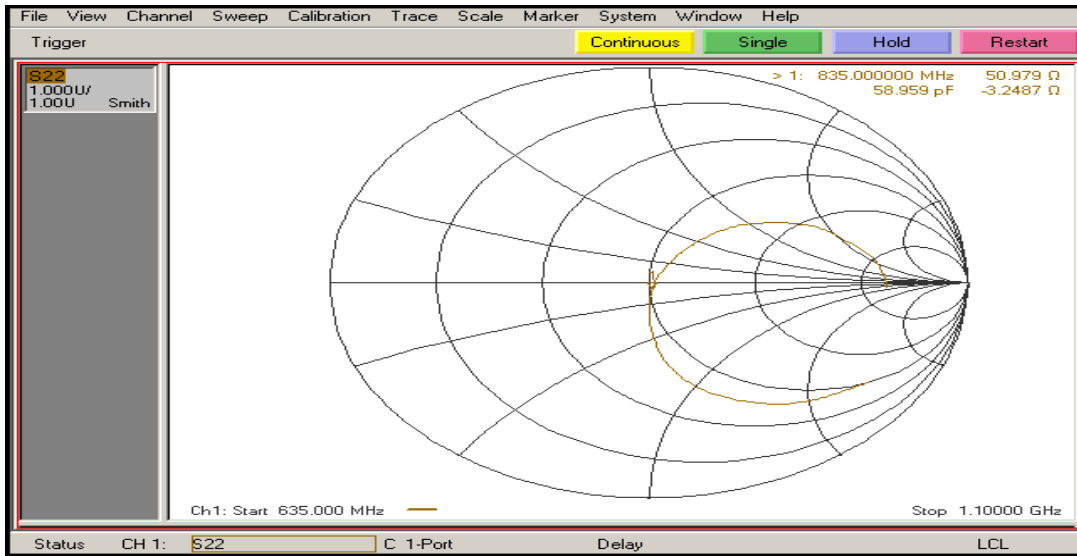 File View Channel Sweep Calibration Trace Scale Marker System Window Help
Trigger Continuous Single Hold Restart
S22
1.000U/
1.00U Smith
> 1: 835.000000 MHz 50.979 Ω
58.959 pF -3.2487 Ω
Ch1: Start 635.000 MHz Stop 1.10000 GHz
Status CH 1: S22 C 1-Port Delay LCL